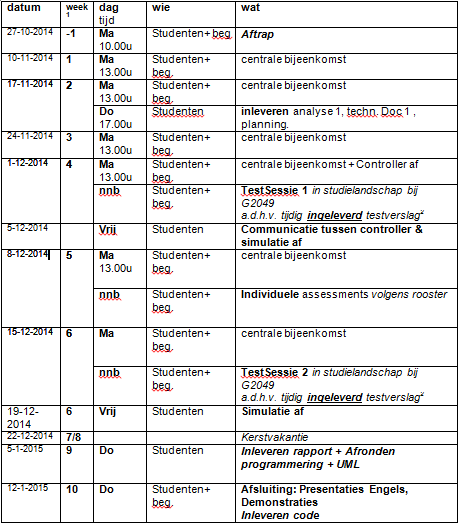 datum week dag wie wat
1 tijd
27-10-2014 -1 Ma Studenten+ beg. Aftrap
10.00u
10-11-2014 1 Ma Studenten+ centrale bijeenkomst
13.00u beg.
17-11-2014 2 Ma Studenten+ centrale bijeenkomst
13.00u beg.
Do Studenten inleveren analyse 1, techn. Doc 1 ,
17.00u planning.
24-11-2014 3 Ma Studenten+ centrale bijeenkomst
13.00u beg.
1-12-2014 4 Ma Studenten+ centrale bijeenkomst + Controller af
13.00u beg.
nnb Studenten+ TestSessie 1 in studielandschap bij
beg. G2049
a.d.h.v. tijdig ingeleverd testverslag²
5-12-2014 Vrij Studenten Communicatie tussen controller &
simulatie af
8-12-2014 5 Ma Studenten+ centrale bijeenkomst
13.00u beg.
nnb Studenten+ Individuele assessments volgens rooster
beg.
15-12-2014 6 Ma Studenten+ centrale bijeenkomst
beg.
nnb Studenten+ TestSessie 2 in studielandschap bij
beg. G2049
a.d.h.v. tijdig ingeleverd testverslag²
19-12- 6 Vrij Studenten Simulatie af
2014
22-12-2014 7/8 Kerstvakantie
5-1-2015 9 Do Studenten Inleveren rapport + Afronden
programmering + UML
12-1-2015 10 Do Studenten+ Afsluiting: Presentaties Engels,
beg. Demonstraties
Inleveren code